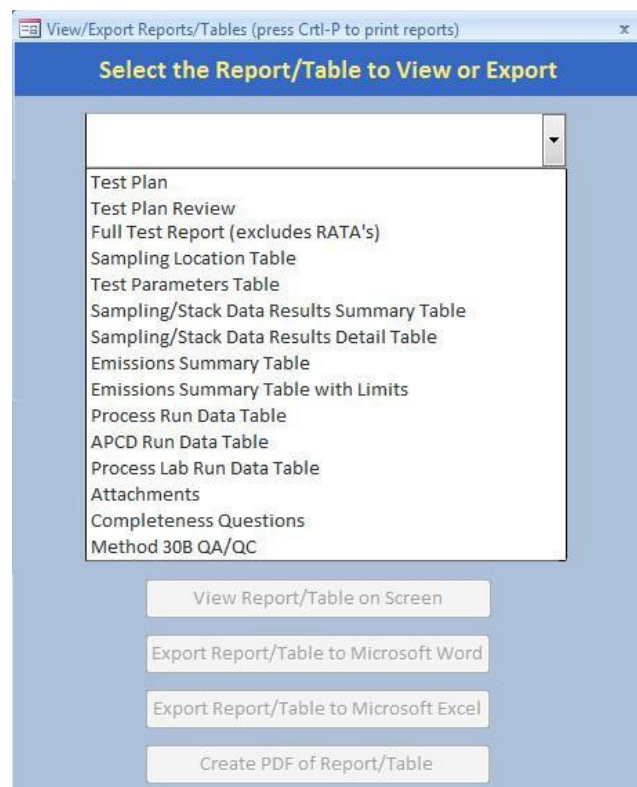 View/Export Reports/Tables (press Crtl-P to print reports) x
Select the Report/Table to View or Export
Test Plan
Test Plan Review
Full Test Report (excludes RATA's)
Sampling Location Table
Test Parameters Table
Sampling/Stack Data Results Summary Table
Sampling/Stack Data Results Detail Table
Emissions Summary Table
Emissions Summary Table with Limits
Process Run Data Table
APCD Run Data Table
Process Lab Run Data Table
Attachments
Completeness Questions
Method 30B QA/QC
View Report/Table on Screen
Export Report/Table to Microsoft Word
Export Report/Table to Microsoft Excel
Create PDF of Report/Table